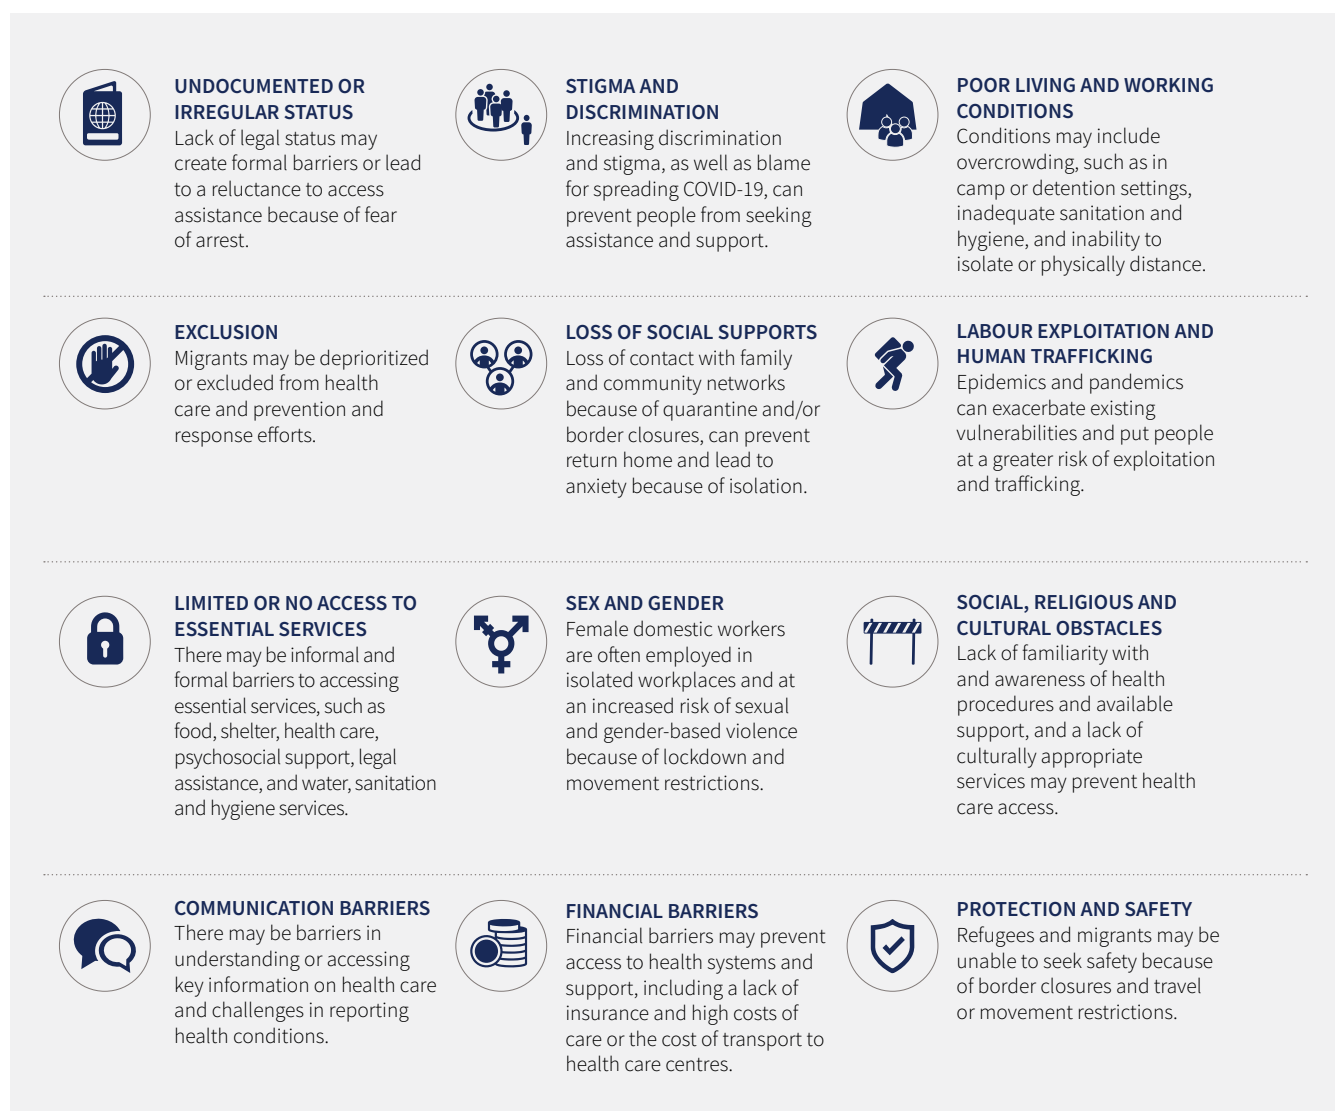 UNDOCUMENTED OR
IRREGULAR STATUS
Lack of legal status may
create formal barriers or lead
to a reluctance to access
assistance because of fear
of arrest.
STIGMA AND
DISCRIMINATION
Increasing discrimination
and stigma, as well as blame
for spreading COVID-19, can
prevent people from seeking
assistance and support.
POOR LIVING AND WORKING
CONDITIONS
Conditions may include
overcrowding, such as in
camp or detention settings,
inadequate sanitation and
hygiene, and inability to
isolate or physically distance.
EXCLUSION
Migrants may be deprioritized
or excluded from health
care and prevention and
response efforts.
LOSS OF SOCIAL SUPPORTS
Loss of contact with family
and community networks
because of quarantine and/or
border closures, can prevent
return home and lead to
anxiety because of isolation.
LABOUR EXPLOITATION AND
HUMAN TRAFFICKING
Epidemics and pandemics
can exacerbate existing
vulnerabilities and put people
at a greater risk of exploitation
and trafficking.
LIMITED OR NO ACCESS TO
ESSENTIAL SERVICES
There may be informal and
formal barriers to accessing
essential services, such as
food, shelter, health care,
psychosocial support, legal
assistance, and water, sanitation
and hygiene services.
SEX AND GENDER
Female domestic workers
are often employed in
isolated workplaces and at
an increased risk of sexual
and gender-based violence
because of lockdown and
movement restrictions.
SOCIAL, RELIGIOUS AND
CULTURAL OBSTACLES
Lack of familiarity with
and awareness of health
procedures and available
support, and a lack of
culturally appropriate
services may prevent health
care access.
COMMUNICATION BARRIERS
There may be barriers in
understanding or accessing
key information on health care
and challenges in reporting
health conditions.
FINANCIAL BARRIERS
Financial barriers may prevent
access to health systems and
support, including a lack of
insurance and high costs of
care or the cost of transport to
health care centres.
PROTECTION AND SAFETY
Refugees and migrants may be
unable to seek safety because
of border closures and travel
or movement restrictions.